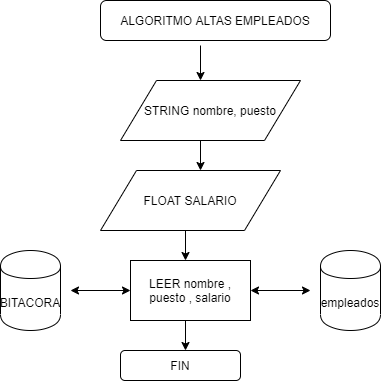 ALGORITMO ALTAS EMPLEADOS
STRING nombre, puesto
FLOAT SALARIO
LEER nombre ,
puesto , salario
BITACORA
empleados
FIN